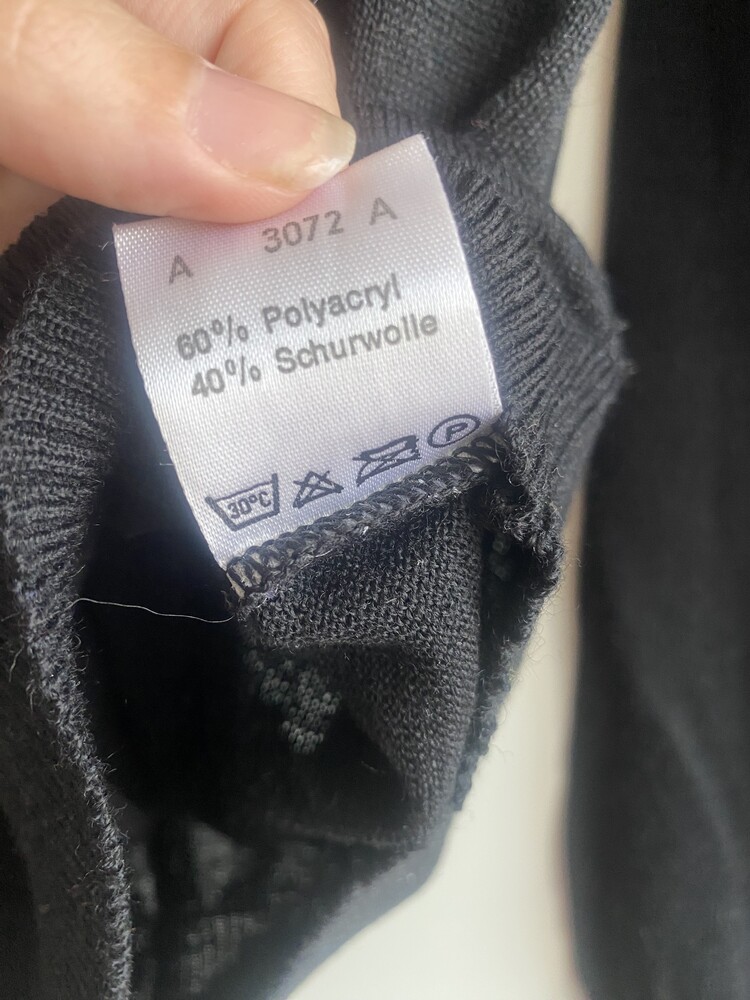 A 3072 A
60% Polyacryl
40% Schurwolle
30°C P